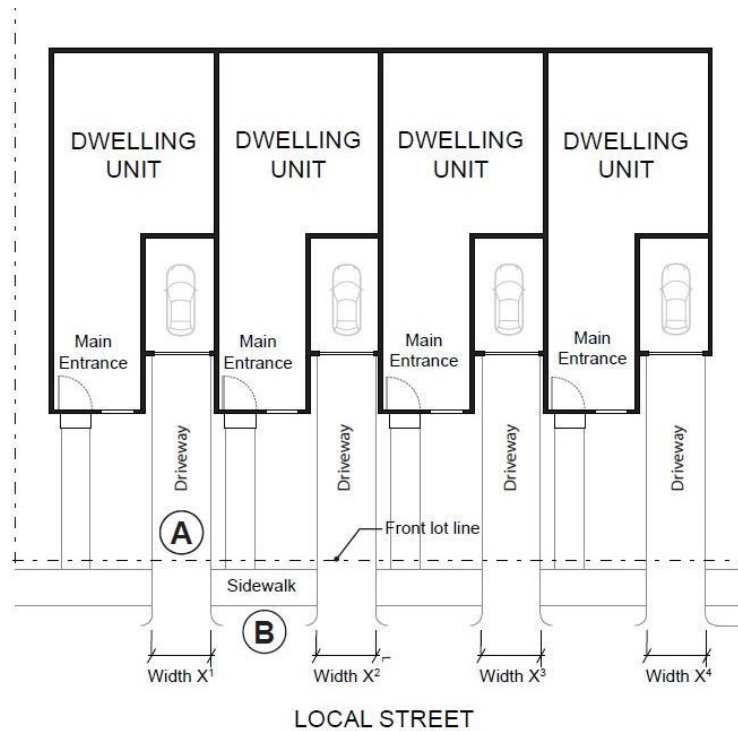 DWELLING
UNIT
DWELLING
UNIT
DWELLING
UNIT
DWELLING
UNIT
Main
Entrance
Main
Entrance
Main
Entrance
Main
Entrance
Driveway
Driveway
Driveway
Driveway
A
Front lot line
Sidewalk
B
Width X¹
Width X²
Width X³
Width X⁴
LOCAL STREET